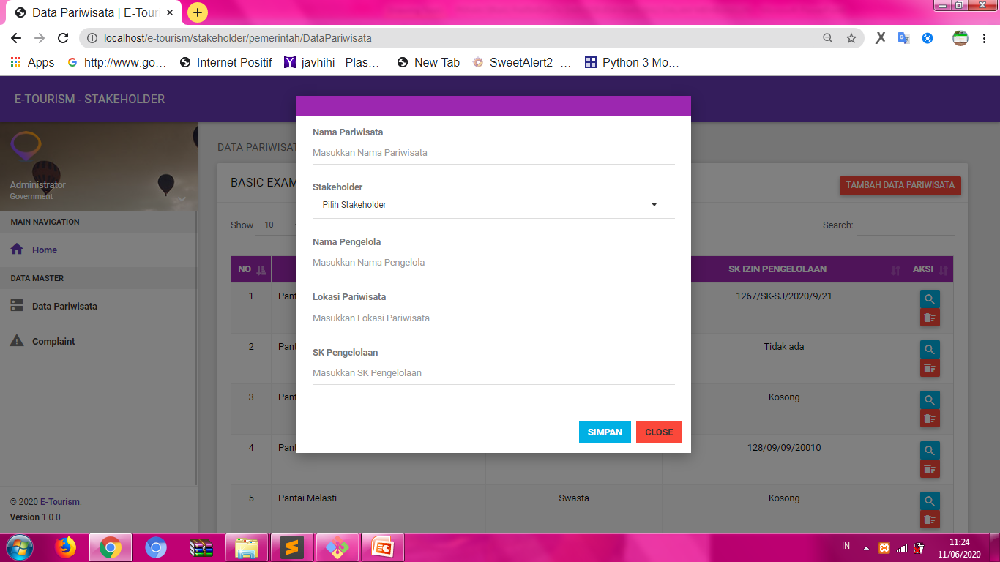 Data Pariwisata | E-Tour
localhost/e-tourism/stakeholder/pemerintah/DataPariwisata
Apps
http://www.go...
Internet Positif
javhihi - Plas...
New Tab
SweetAlert2 -...
Python 3 Mo...
E-TOURISM - STAKEHOLDER
Administrator
Government
MAIN NAVIGATION
Home
DATA MASTER
Data Pariwisata
Complaint
© 2020 E-Tourism.
Version 1.0.0
DATA PARIWISAT
BASIC EXAM
TAMBAH DATA PARIWISATA
Show 10
Search:
NO
SK IZIN PENGELOLAAN
AKSI
1 Pant 1267/SK-SJ/2020/9/21
2 Pant Tidak ada
3 Pant Kosong
4 Pant 128/09/09/20010
5 Pantai Melasti Swasta Kosong
Nama Pariwisata
Masukkan Nama Pariwisata
Stakeholder
Pilih Stakeholder
Nama Pengelola
Masukkan Nama Pengelola
Lokasi Pariwisata
Masukkan Lokasi Pariwisata
SK Pengelolaan
Masukkan SK Pengelolaan
SIMPAN
CLOSE
IN
11:24
11/06/2020